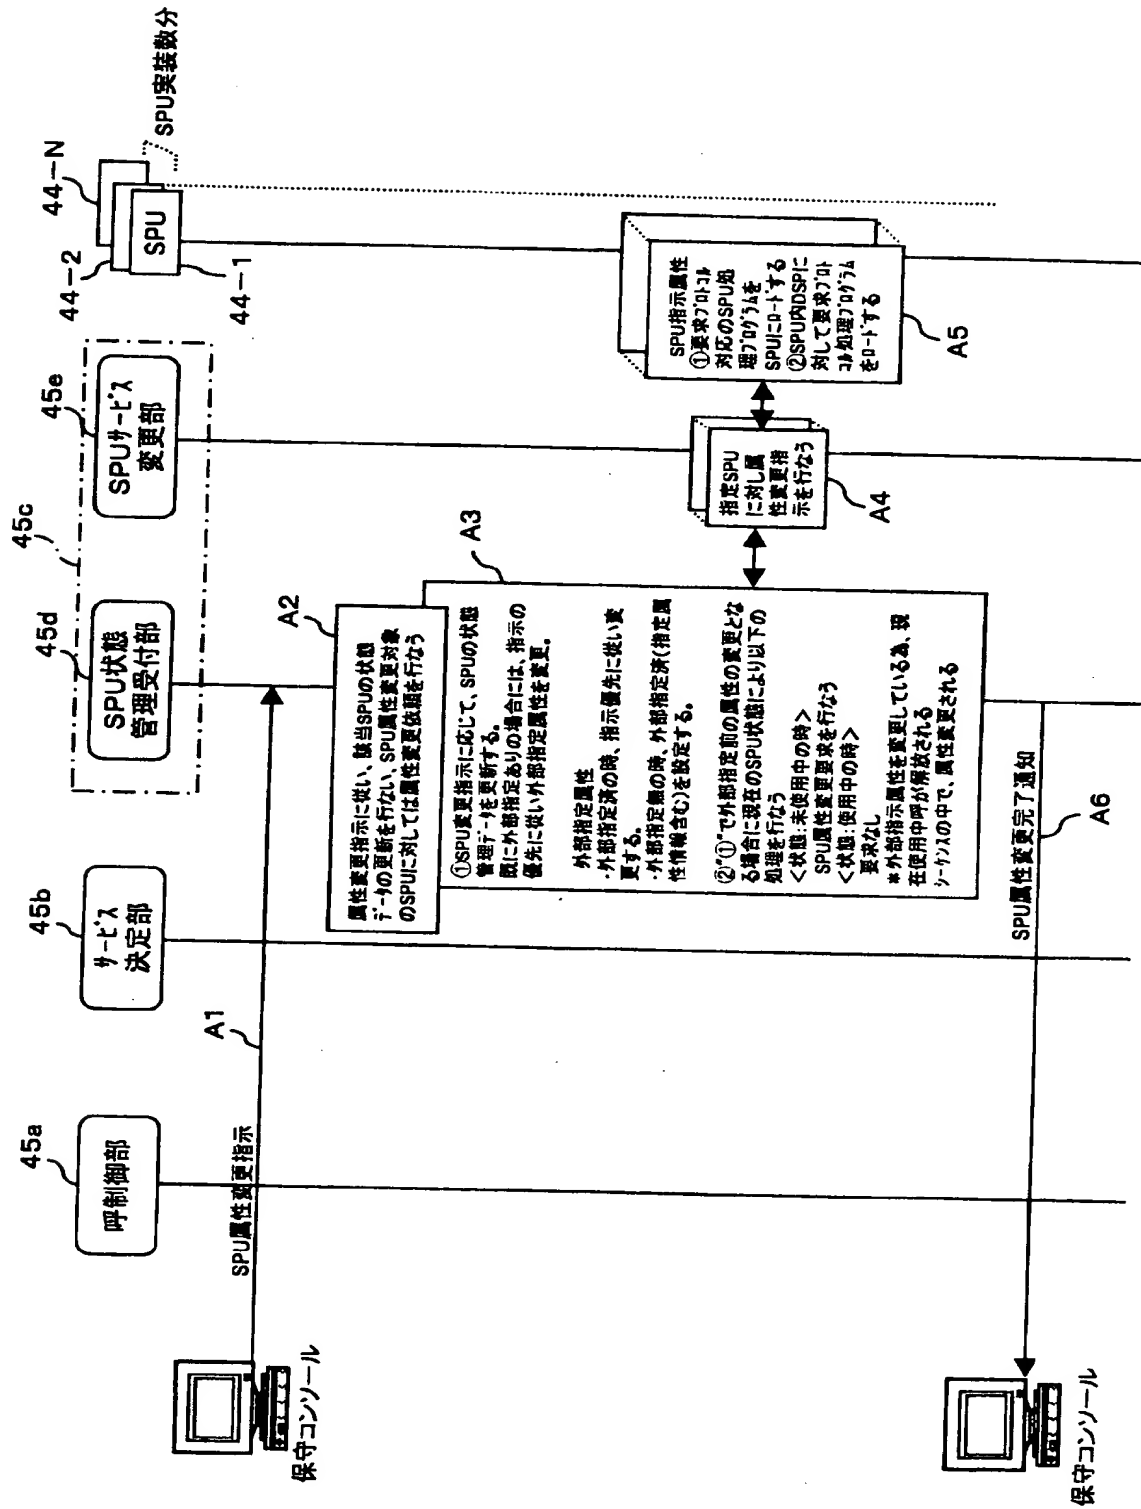 45c
45a
45b
45d
45e
44-2
44-N
呼制御部
サービス
決定部
SPU状態
管理受付部
SPUサービス
変更部
SPU
44-1
SPU実装数分
保守コンソール
SPU属性変更指示
A1
A2
属性変更指示に従い、該当SPUの状態
データの更新を行ない、SPU属性変更対象
のSPUに対しては属性変更依頼を行なう
A3
①SPU変更指示に応じて、SPUの状態
管理データを更新する。
既に外部指定ありの場合には、指示の
優先に従い外部指定属性を変更。
外部指定属性
・外部指定済の時、指示優先に従い変
更する。
・外部指定無の時、外部指定済(指定属
性情報含む)を設定する。
②"①"で外部指定前の属性の変更とな
る場合に現在のSPU状態により以下の
処理を行なう
<状態:未使用中の時>
SPU属性変更要求を行なう
<状態:使用中の時>
要求なし
*外部指示属性を変更している為、現
在使用中呼が解放される
シーケンスの中で、属性変更される
指定SPU
に対し属
性変更指
示を行なう
A4
SPU指示属性
①要求プロトコル
対応のSPU処
理プログラムを
SPUにロードする
②SPU内DSPに
対して要求プロト
コル処理プログラム
をロードする
A5
SPU属性変更完了通知
A6
保守コンソール